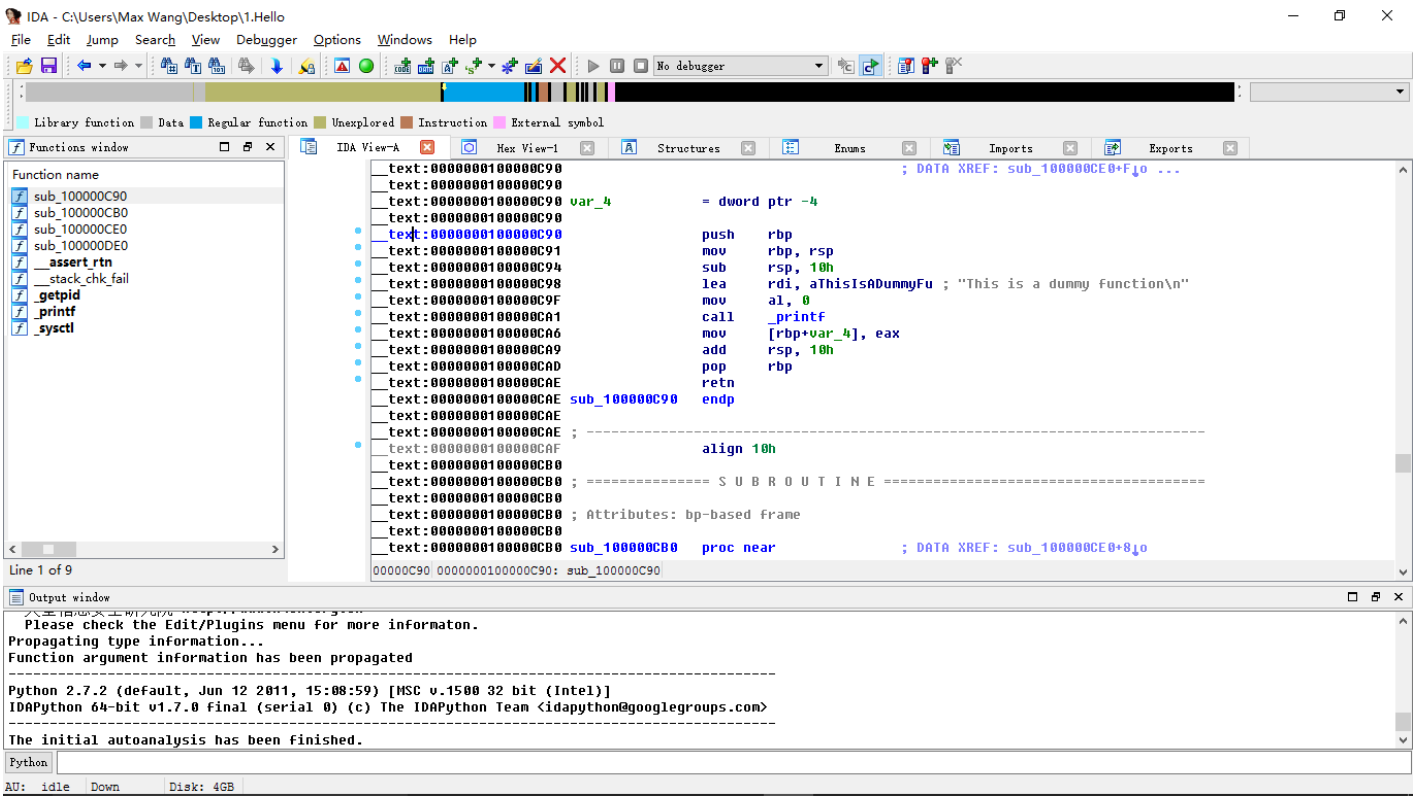 IDA - C:\Users\Max Wang\Desktop\1.Hello
File Edit Jump Search View Debugger Options Windows Help
No debugger
Library function Data Regular function Unexplored Instruction External symbol
Functions window
IDA View-A Hex View-1 Structures Enums Imports Exports
Function name
sub_100000C90
sub_100000CB0
sub_100000CE0
sub_100000DE0
___assert_rtn
___stack_chk_fail
_getpid
_printf
_sysctl
Line 1 of 9
__text:0000000100000C90 ; DATA XREF: sub_100000CE0+F↓o ...
__text:0000000100000C90
__text:0000000100000C90 var_4 = dword ptr -4
__text:0000000100000C90
__text:0000000100000C90 push rbp
__text:0000000100000C91 mov rbp, rsp
__text:0000000100000C94 sub rsp, 10h
__text:0000000100000C98 lea rdi, aThisIsADummyFu ; "This is a dummy function\n"
__text:0000000100000C9F mov al, 0
__text:0000000100000CA1 call _printf
__text:0000000100000CA6 mov [rbp+var_4], eax
__text:0000000100000CA9 add rsp, 10h
__text:0000000100000CAD pop rbp
__text:0000000100000CAE retn
__text:0000000100000CAE sub_100000C90 endp
__text:0000000100000CAE
__text:0000000100000CAE ; ---------------------------------------------------------------------------
__text:0000000100000CAF align 10h
__text:0000000100000CB0
__text:0000000100000CB0 ; =============== S U B R O U T I N E =======================================
__text:0000000100000CB0
__text:0000000100000CB0 ; Attributes: bp-based frame
__text:0000000100000CB0
__text:0000000100000CB0 sub_100000CB0 proc near ; DATA XREF: sub_100000CE0+8↓o
00000C90 0000000100000C90: sub_100000C90
Output window
Please check the Edit/Plugins menu for more informaton.
Propagating type information...
Function argument information has been propagated
---------------------------------------------------------------------------------------------
Python 2.7.2 (default, Jun 12 2011, 15:08:59) [MSC v.1500 32 bit (Intel)]
IDAPython 64-bit v1.7.0 final (serial 0) (c) The IDAPython Team <idapython@googlegroups.com>
---------------------------------------------------------------------------------------------
The initial autoanalysis has been finished.
Python
AU: idle Down Disk: 4GB